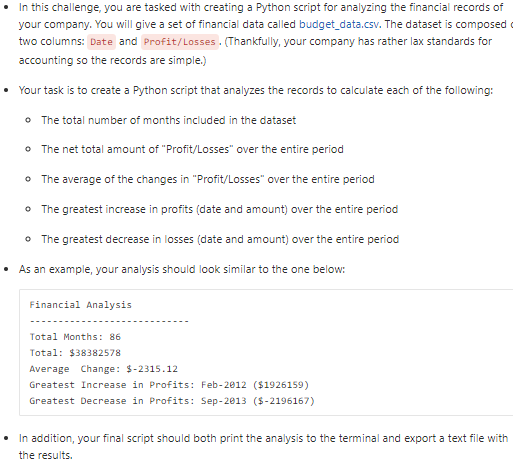 • In this challenge, you are tasked with creating a Python script for analyzing the financial records of
your company. You will give a set of financial data called budget_data.csv. The dataset is composed
two columns: Date and Profit/Losses. (Thankfully, your company has rather lax standards for
accounting so the records are simple.)
• Your task is to create a Python script that analyzes the records to calculate each of the following:
o The total number of months included in the dataset
o The net total amount of "Profit/Losses" over the entire period
o The average of the changes in "Profit/Losses" over the entire period
o The greatest increase in profits (date and amount) over the entire period
o The greatest decrease in losses (date and amount) over the entire period
• As an example, your analysis should look similar to the one below:
Financial Analysis
----------------------------
Total Months: 86
Total: $38382578
Average  Change: $-2315.12
Greatest Increase in Profits: Feb-2012 ($1926159)
Greatest Decrease in Profits: Sep-2013 ($-2196167)
• In addition, your final script should both print the analysis to the terminal and export a text file with
the results.